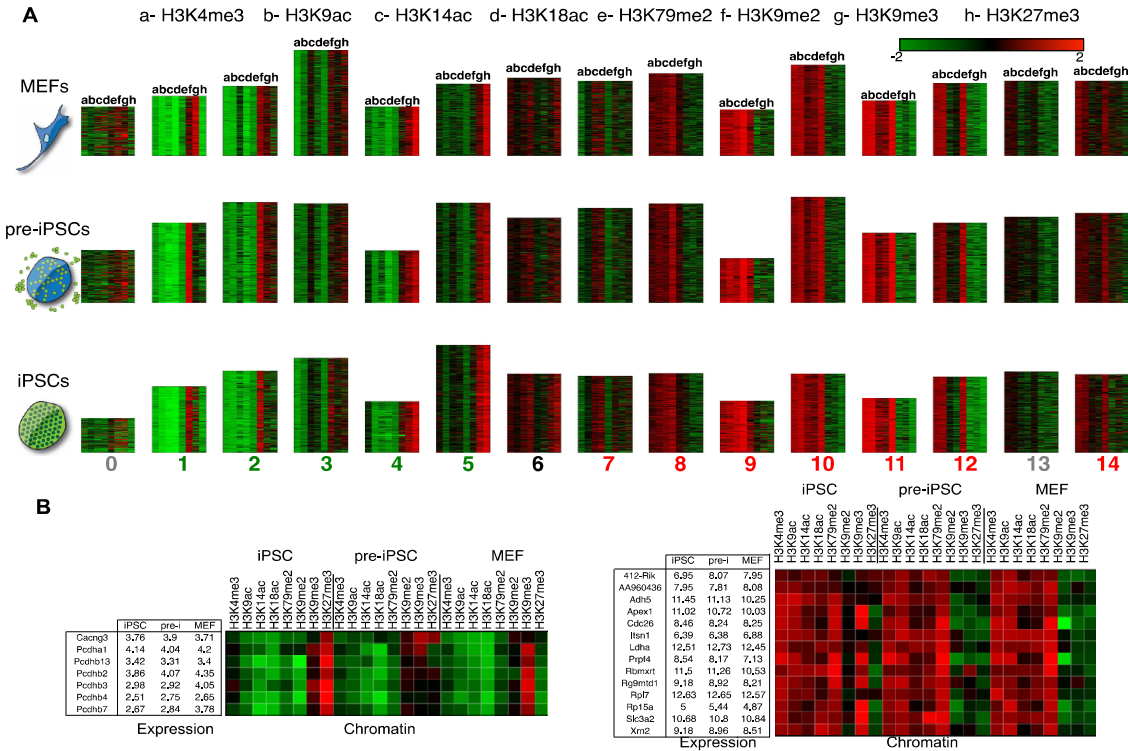 A
a- H3K4me3 b- H3K9ac c- H3K14ac d- H3K18ac e- H3K79me2 f- H3K9me2 g- H3K9me3 h- H3K27me3
-2 2
MEFs
abcdefgh abcdefgh abcdefgh abcdefgh abcdefgh abcdefgh abcdefgh abcdefgh abcdefgh abcdefgh abcdefgh abcdefgh abcdefgh abcdefgh abcdefgh
pre-iPSCs
iPSCs
0 1 2 3 4 5 6 7 8 9 10 11 12 13 14
B
iPSC pre-iPSC MEF
H3K4me3 H3K9ac H3K14ac H3K18ac H3K79me2 H3K9me2 H3K9me3 H3K27me3 H3K4me3 H3K9ac H3K14ac H3K18ac H3K79me2 H3K9me2 H3K9me3 H3K27me3 H3K4me3 H3K9ac H3K14ac H3K18ac H3K79me2 H3K9me2 H3K9me3 H3K27me3
iPSC pre-i MEF
Cacng3 3.76 3.9 3.71
Pcdha1 4.14 4.04 4.2
Pcdhb13 3.42 3.31 3.4
Pcdhb2 3.86 4.07 4.35
Pcdhb3 2.98 2.92 4.05
Pcdhb4 2.51 2.75 2.65
Pcdhb7 2.67 2.84 3.78
Expression Chromatin
iPSC pre-iPSC MEF
H3K4me3 H3K9ac H3K14ac H3K18ac H3K79me2 H3K9me2 H3K9me3 H3K27me3 H3K4me3 H3K9ac H3K14ac H3K18ac H3K79me2 H3K9me2 H3K9me3 H3K27me3 H3K4me3 H3K9ac H3K14ac H3K18ac H3K79me2 H3K9me2 H3K9me3 H3K27me3
iPSC pre-i MEF
412-Rik 6.95 8.07 7.95
AA960436 7.95 7.81 8.08
Adh5 11.45 11.13 10.25
Apex1 11.02 10.72 10.03
Cdc26 8.46 8.24 8.25
Itsn1 6.39 6.38 6.88
Ldha 12.51 12.73 12.45
Prpf4 8.54 8.17 7.13
Rbmxrt 11.5 11.26 10.53
Rg9mtd1 9.18 8.92 8.21
Rpl7 12.63 12.65 12.57
Rp15a 5 5.44 4.87
Slc3a2 10.68 10.8 10.84
Xrn2 9.18 8.96 8.51
Expression Chromatin